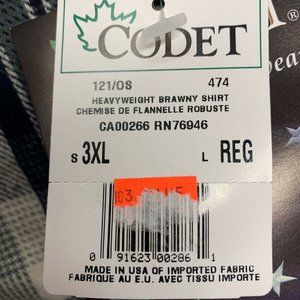 CODET
121/OS 474
HEAVYWEIGHT BRAWNY SHIRT
CHEMISE DE FLANNELLE ROBUSTE
CA00266 RN76946
S 3XL L REG
0 91623 00286 1
MADE IN USA OF IMPORTED FABRIC
FABRIQUE AU E.U. AVEC TISSU IMPORTE